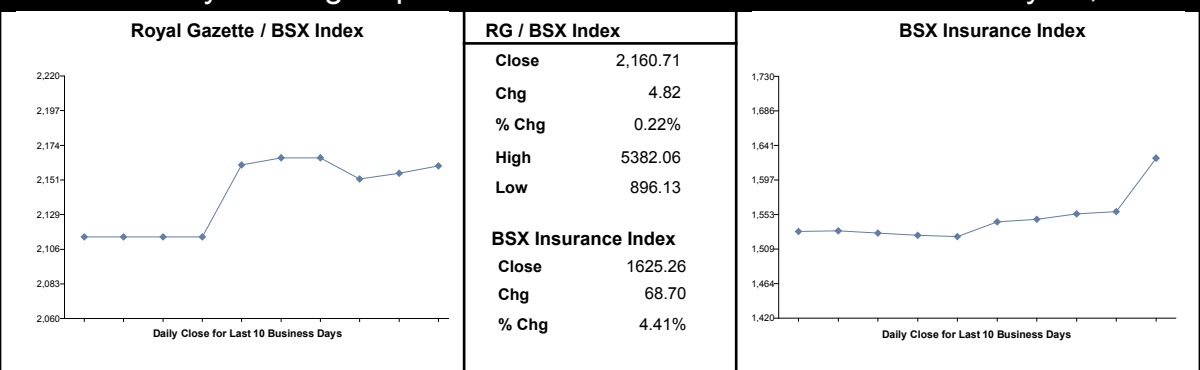 Royal Gazette / BSX Index
2,220
2,197
2,174
2,151
2,129
2,106
2,083
2,060
Daily Close for Last 10 Business Days
RG / BSX Index
Close 2,160.71
Chg 4.82
% Chg 0.22%
High 5382.06
Low 896.13
BSX Insurance Index
Close 1625.26
Chg 68.70
% Chg 4.41%
BSX Insurance Index
1,730
1,686
1,641
1,597
1,553
1,509
1,464
1,420
Daily Close for Last 10 Business Days